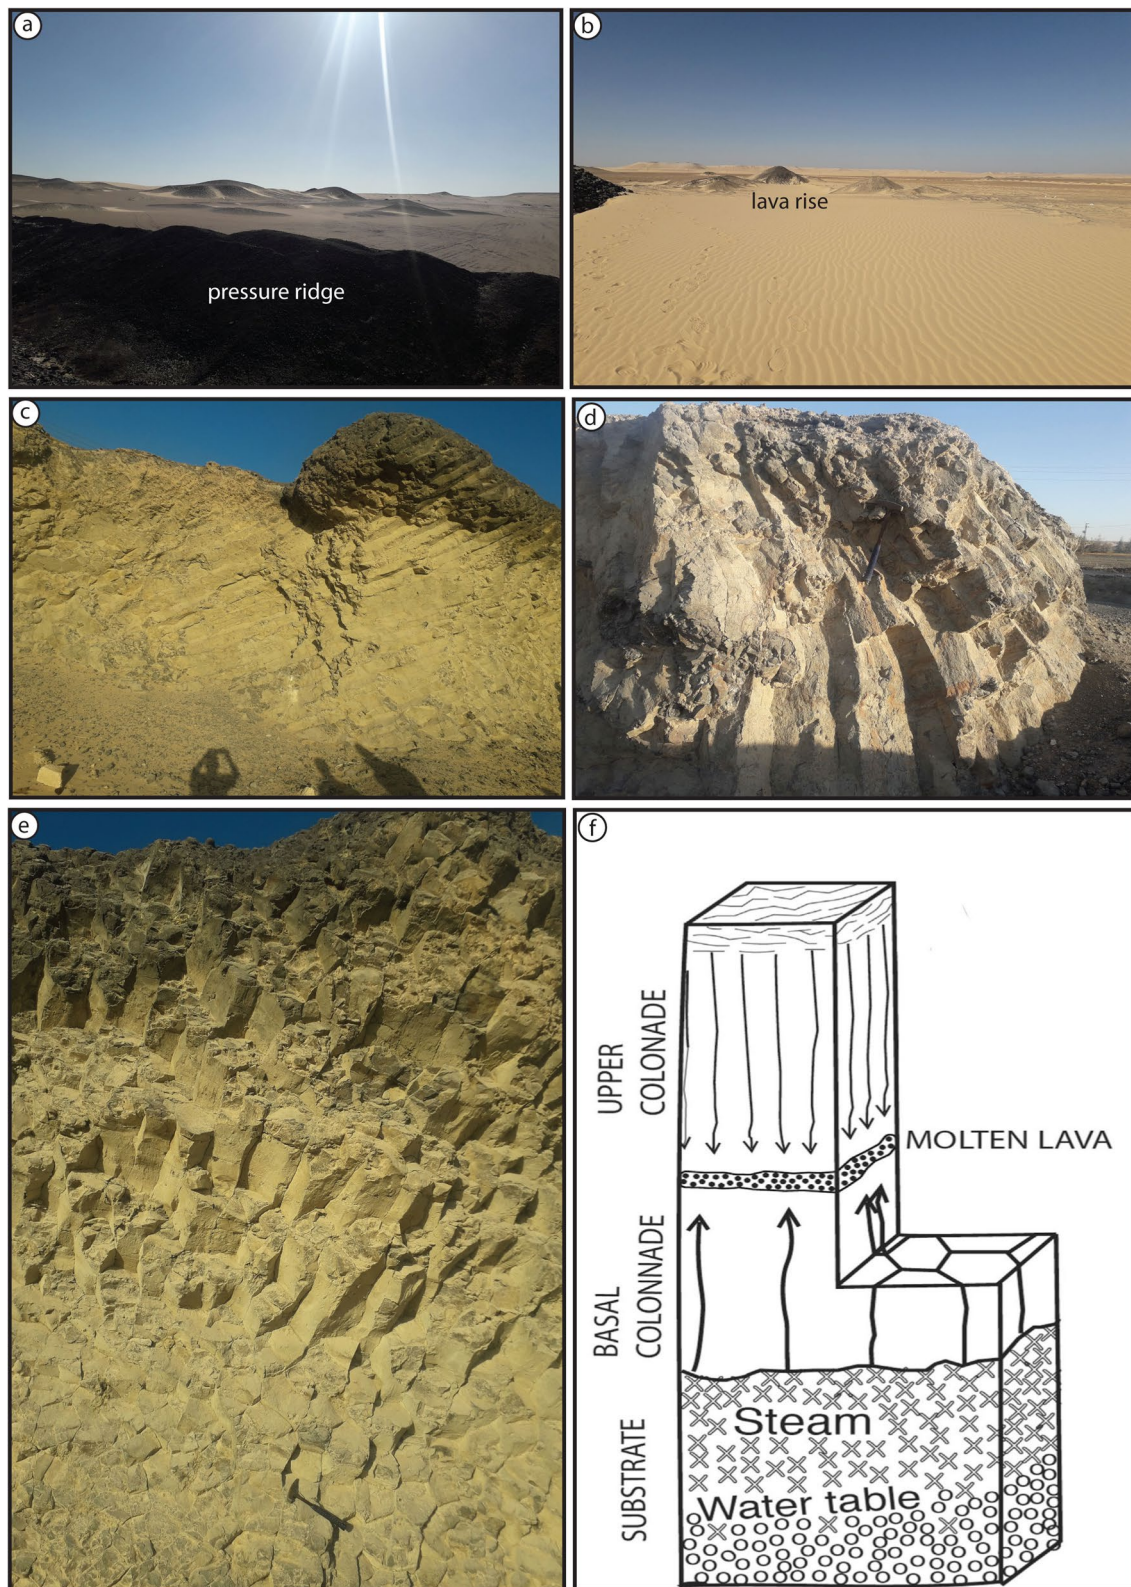 a
pressure ridge
b
lava rise
c
d
e
f
UPPER
COLONADE
MOLTEN LAVA
BASAL
COLONNADE
SUBSTRATE
Steam
Water table